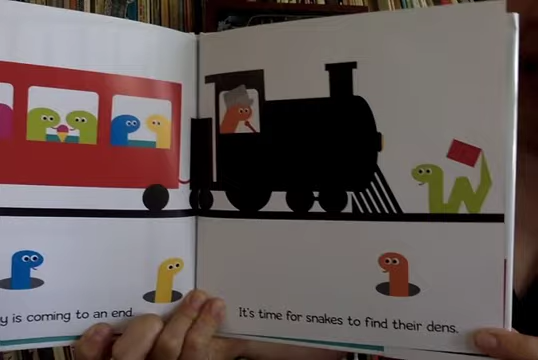 y is coming to an end
It's time for snakes to find their dens.